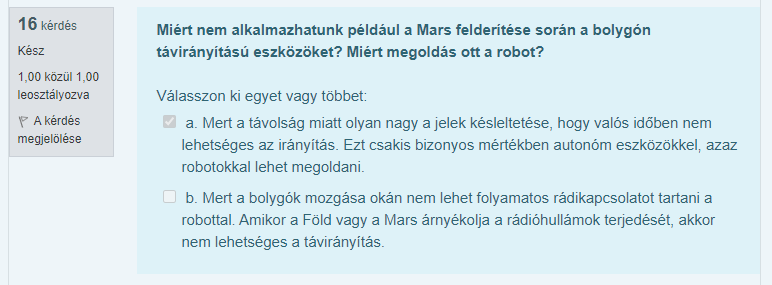 16 kérdés
Kész
1,00 közül 1,00
leosztályozva
A kérdés
megjelölése
Miért nem alkalmazhatunk például a Mars felderítése során a bolygón
távirányítású eszközöket? Miért megoldás ott a robot?
Válasszon ki egyet vagy többet:
a. Mert a távolság miatt olyan nagy a jelek késleltetése, hogy valós időben nem
lehetséges az irányítás. Ezt csakis bizonyos mértékben autonóm eszközökkel, azaz
robotokkal lehet megoldani.
b. Mert a bolygók mozgása okán nem lehet folyamatos rádikapcsolatot tartani a
robottal. Amikor a Föld vagy a Mars árnyékolja a rádióhullámok terjedését, akkor
nem lehetséges a távirányítás.